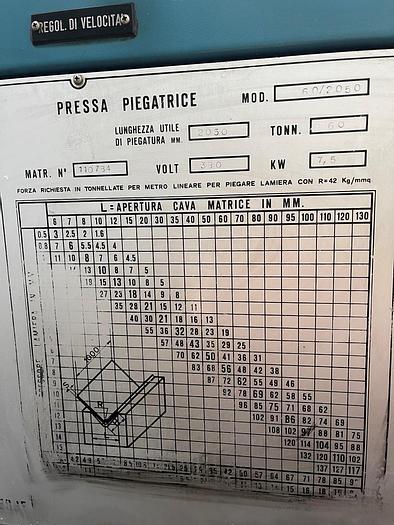 REGOL. DI VELOCITA'
PRESSA PIEGATRICE
MOD. 60/2050
LUNGHEZZA UTILE
DI PIEGATURA MM. 2050
TONN. 60
MATR. N° 110784
VOLT 380
KW 7,5
FORZA RICHIESTA IN TONNELLATE PER METRO LINEARE PER PIEGARE LAMIERA CON R=42 Kg/mmq
L=APERTURA CAVA MATRICE IN MM.
6 7 8 10 12 15 18 20 25 30 35 40 45 50 60 70 80 85 90 95 100 110 120 130
0.5 3 2.5 2 1.6
0.8 7 6 5.5 4.5 4
11 10 8 7 6 4.5
13 10 8 7 5
15 13 10 8 5
27 23 18 14 9 8
35 28 21 15 12 11
40 30 21 18 16 13
55 36 32 28 23 19
57 48 43 35 29 25
70 62 50 41 36 31
83 68 56 48 42 38
87 72 62 55 49 46
92 78 69 62 58 55
96 85 75 71 68 62
102 91 86 82 74 69
108 102 97 88 81 75
120 114 104 95 88
132 120 110 102
137 127 117
1000